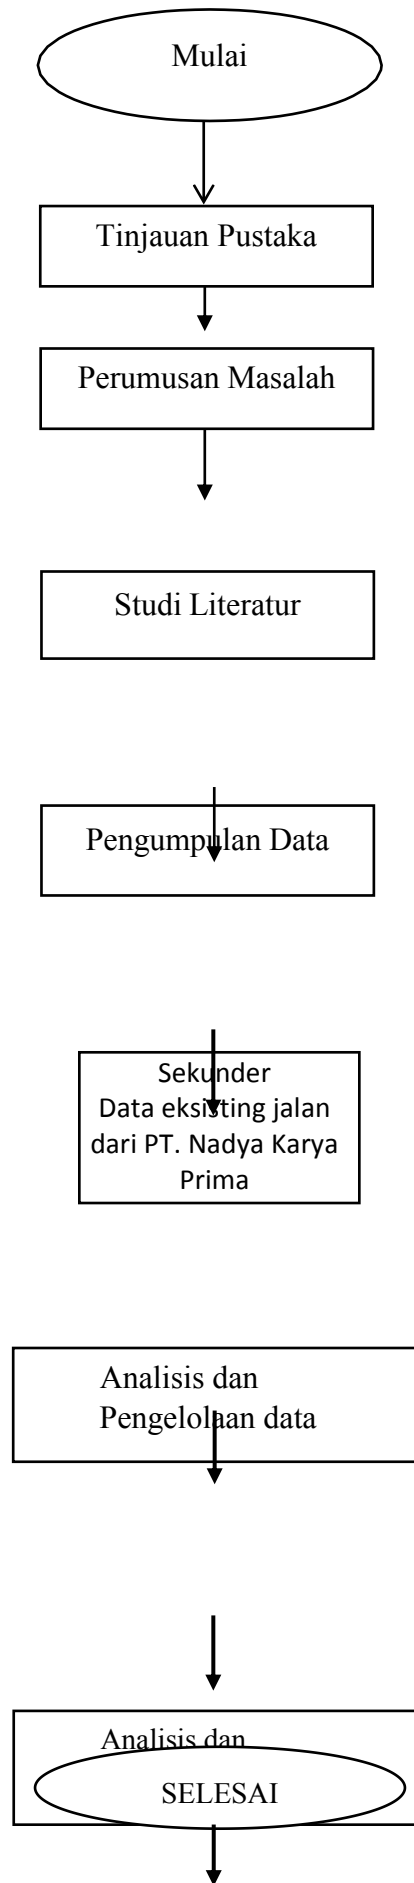 Mulai
Tinjauan Pustaka
Perumusan Masalah
Studi Literatur
Pengumpulan Data
Sekunder
Data eksisting jalan
dari PT. Nadya Karya
Prima
Analisis dan
Pengelolaan data
Analisis dan
SELESAI